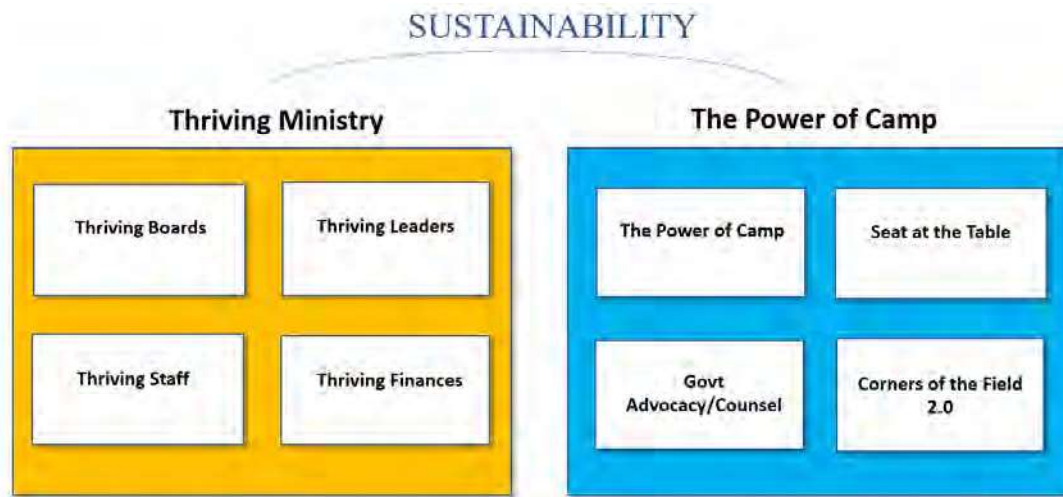 SUSTAINABILITY
Thriving Ministry
Thriving Boards
Thriving Leaders
Thriving Staff
Thriving Finances
The Power of Camp
The Power of Camp
Seat at the Table
Govt
Advocacy/Counsel
Corners of the Field
2.0